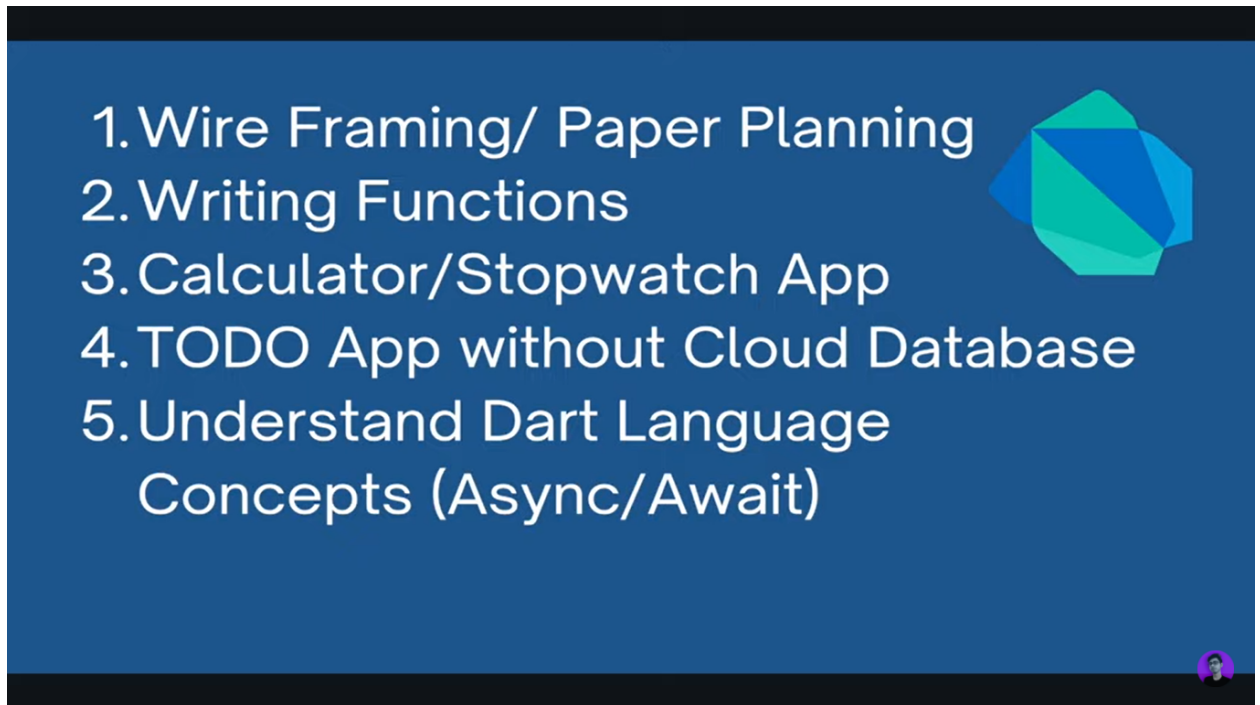 1. Wire Framing/ Paper Planning
2. Writing Functions
3. Calculator/Stopwatch App
4. TODO App without Cloud Database
5. Understand Dart Language
Concepts (Async/Await)